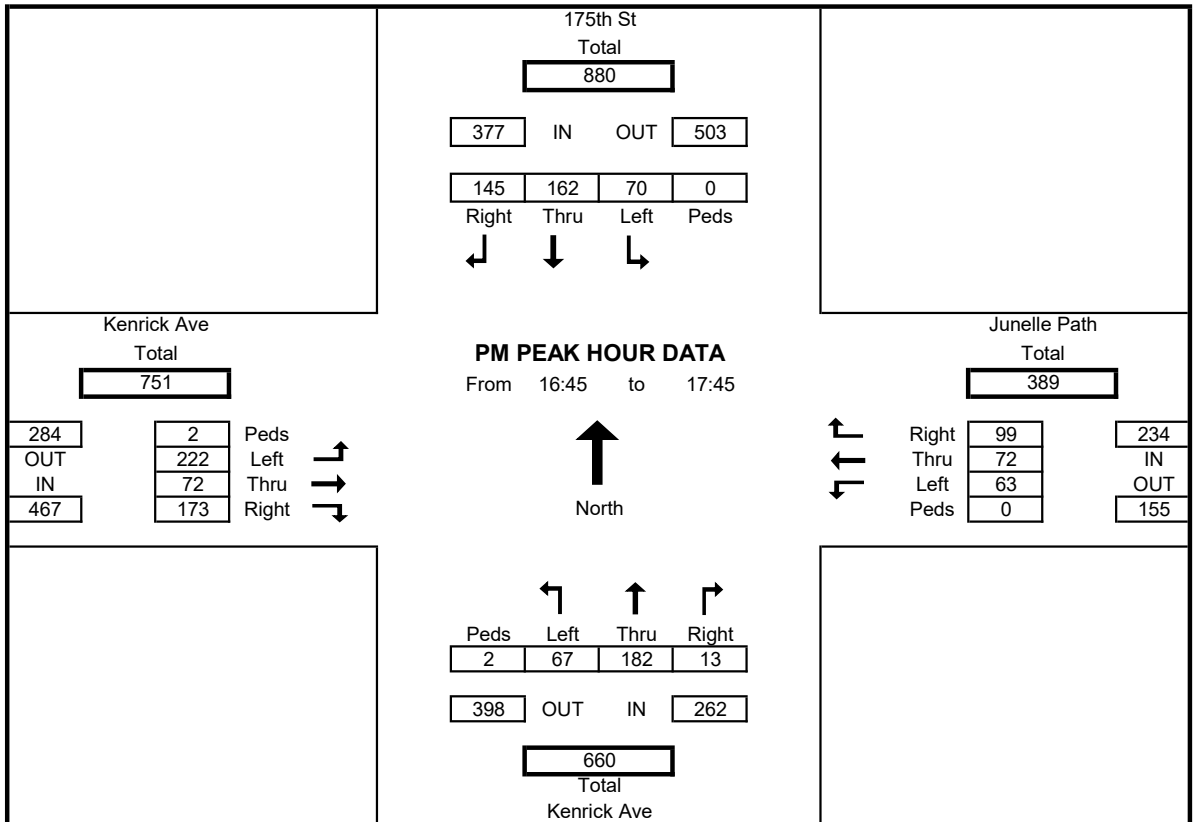 175th St
Total
880
377 IN OUT 503
145 162 70 0
Right Thru Left Peds
Kenrick Ave
Total
751
284 2 Peds
OUT 222 Left
IN 72 Thru
467 173 Right
PM PEAK HOUR DATA
From 16:45 to 17:45
North
Junelle Path
Total
389
Right 99 234
Thru 72 IN
Left 63 OUT
Peds 0 155
Peds Left Thru Right
2 67 182 13
398 OUT IN 262
660
Total
Kenrick Ave